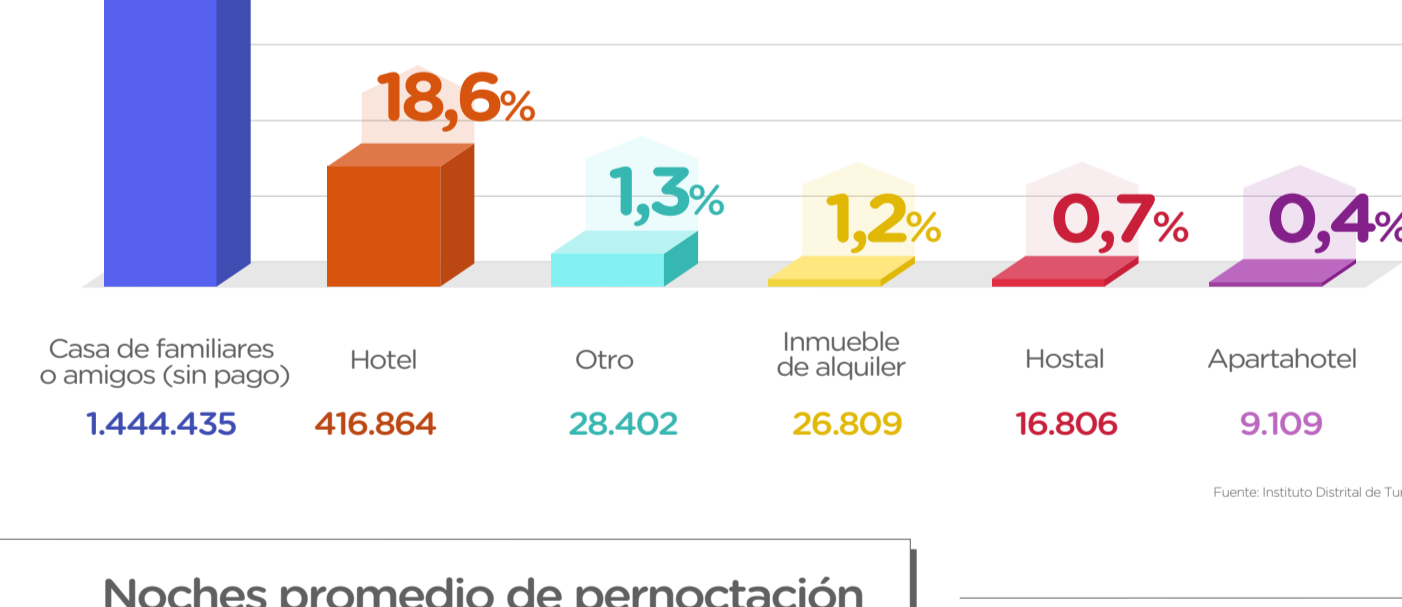 18,6%
1,3%
1,2%
0,7%
0,4%
Casa de familiares
o amigos (sin pago)
Hotel
Otro
Inmueble
de alquiler
Hostal
Apartahotel
1.444.435
416.864
28.402
26.809
16.806
9.109
Fuente: Instituto Distrital de
Noches promedio de pernoctación